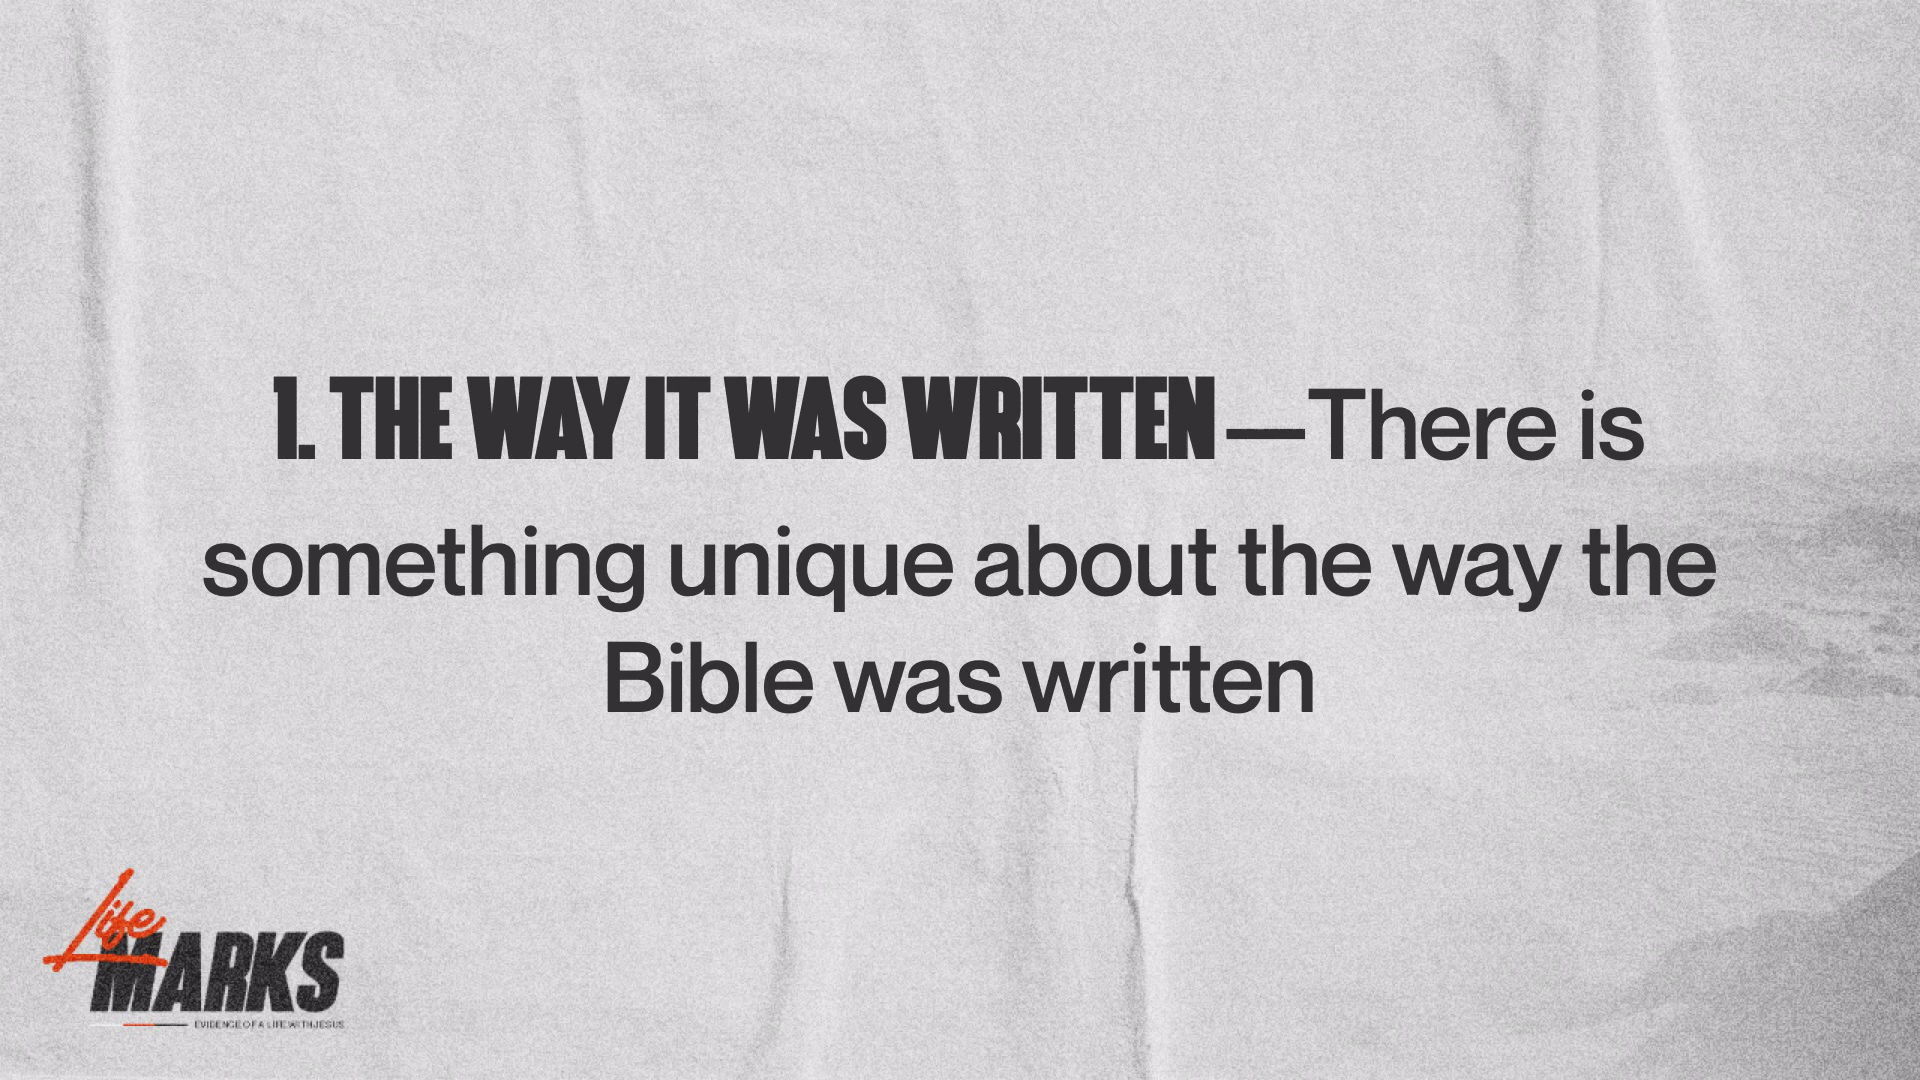 1. THE WAY IT WAS WRITTEN—There is
something unique about the way the
Bible was written
Life
MARKS
EVIDENCE OF A LIFE WITH JESUS